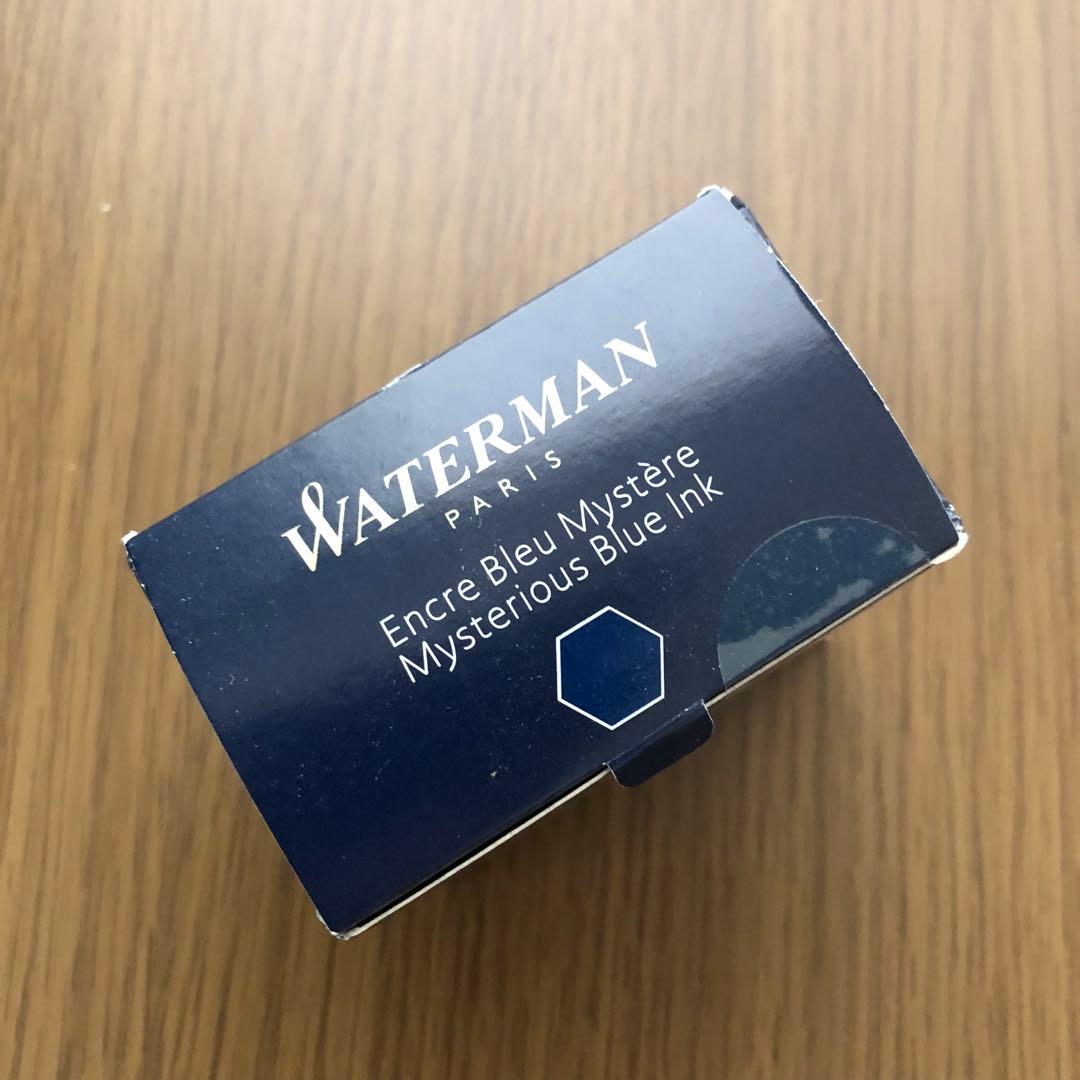 WATERMAN
PARIS
Encre Bleu Mystère
Mysterious Blue Ink